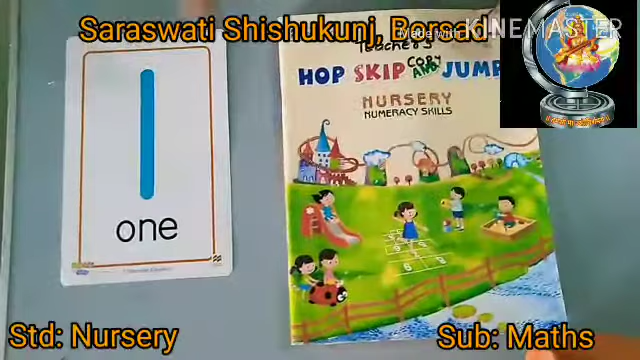 Saraswati Shishukunj, Borsad
Made with KINEMASTER
Teacher's
COPY
HOP SKIP AND JUMP
NURSERY
NUMERACY SKILLS
one
Std: Nursery
Sub: Maths